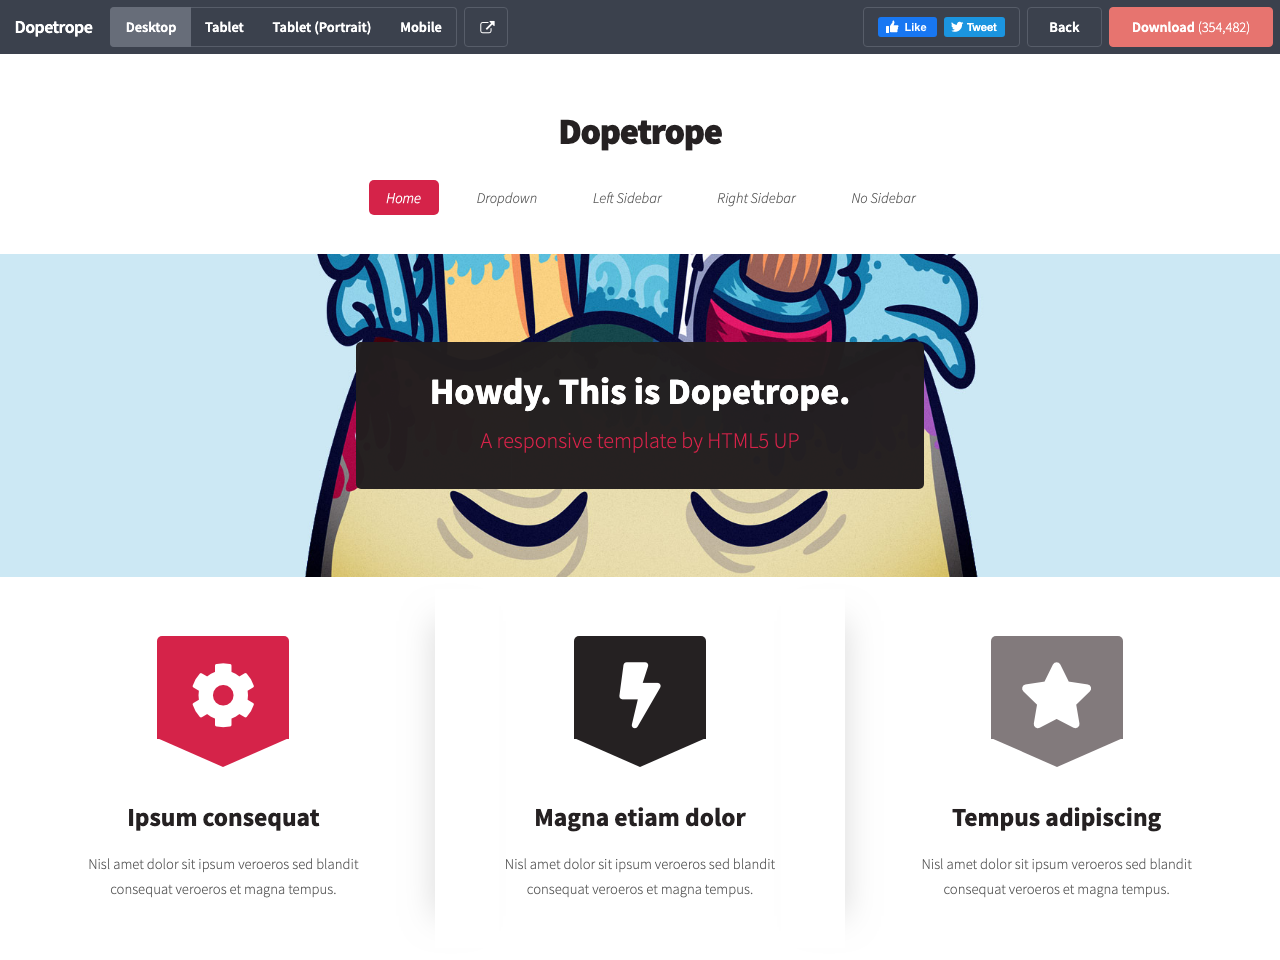 Dopetrope
Desktop Tablet Tablet (Portrait) Mobile
Like Tweet Back Download (354,482)
Dopetrope
Home Dropdown Left Sidebar Right Sidebar No Sidebar
Howdy. This is Dopetrope.
A responsive template by HTML5 UP
Ipsum consequat
Nisl amet dolor sit ipsum veroeros sed blandit
consequat veroeros et magna tempus.
Magna etiam dolor
Nisl amet dolor sit ipsum veroeros sed blandit
consequat veroeros et magna tempus.
Tempus adipiscing
Nisl amet dolor sit ipsum veroeros sed blandit
consequat veroeros et magna tempus.